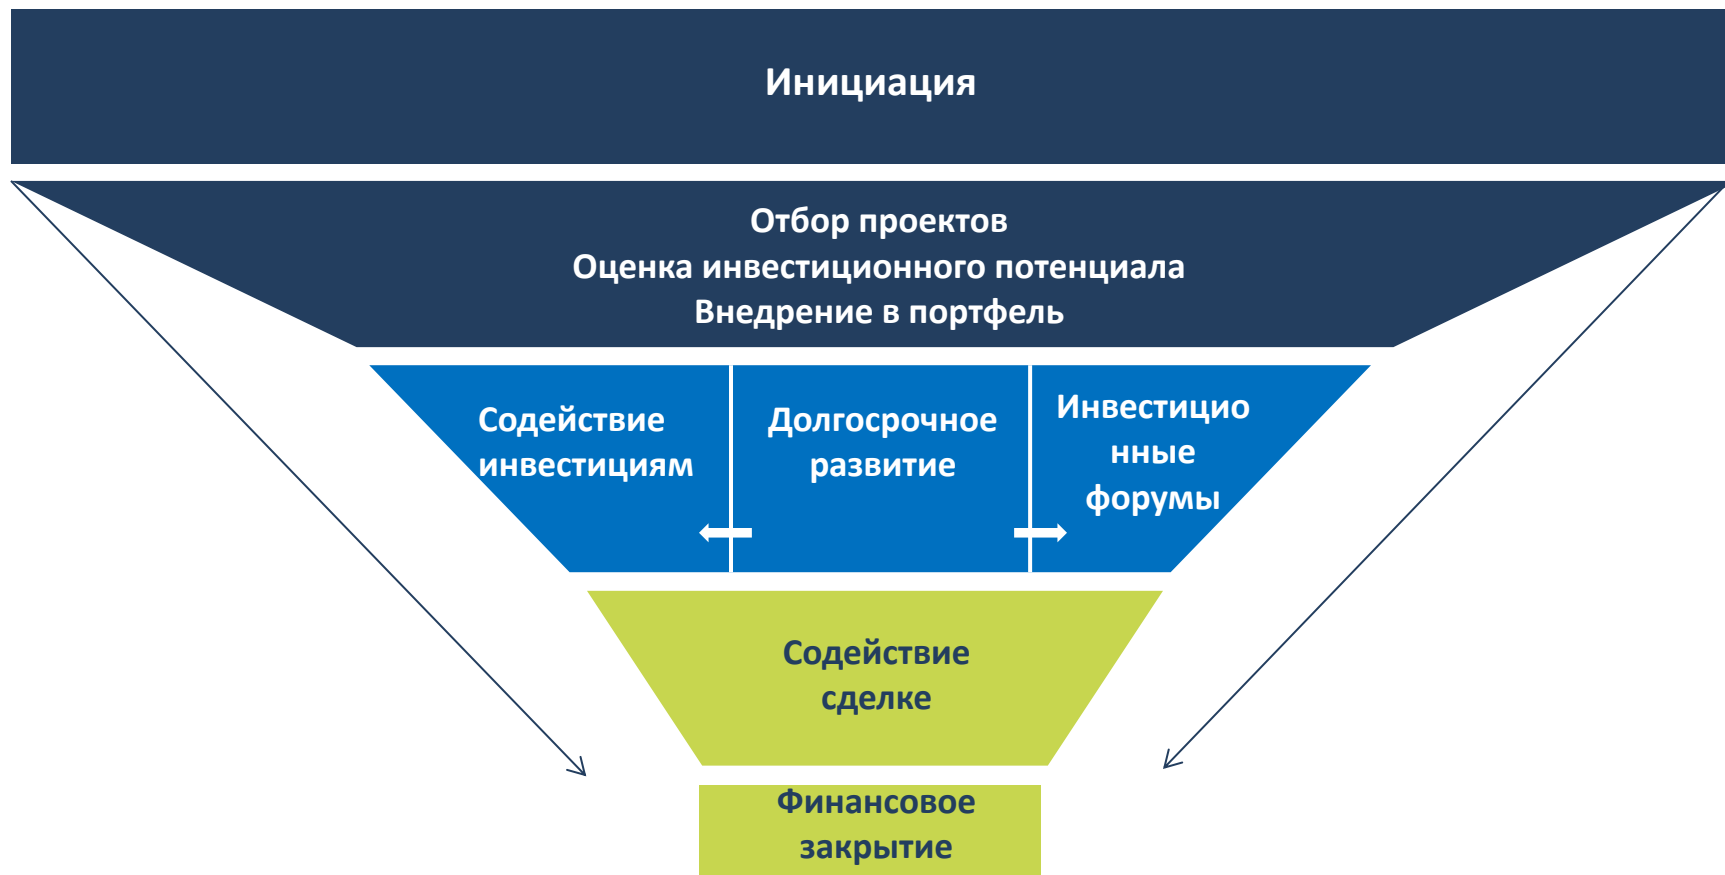 Инициация
Отбор проектов
Оценка инвестиционного потенциала
Внедрение в портфель
Содействие
инвестициям
Долгосрочное
развитие
Инвестицио
нные
форумы
Содействие
сделке
Финансовое
закрытие